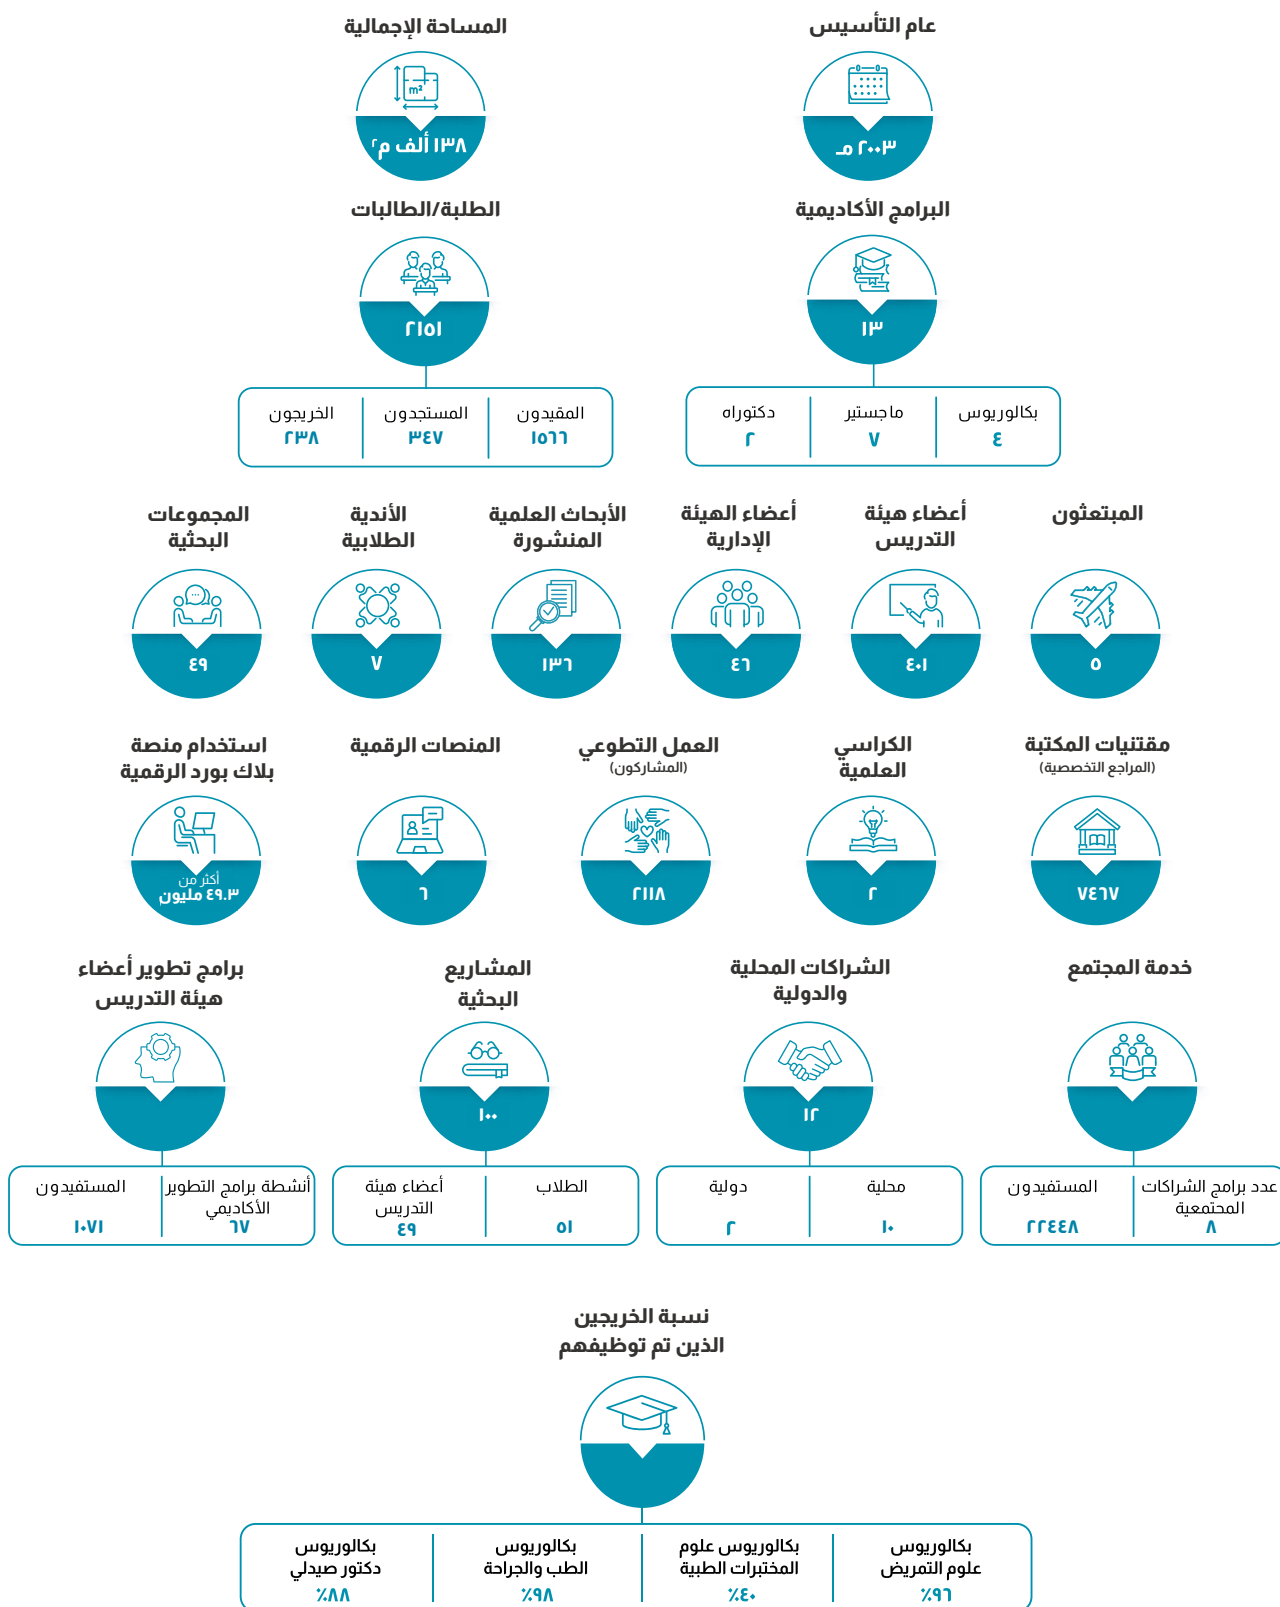 عام التأسيس
٢٠٠٣ مـ
المساحة الإجمالية
m²
١٣٨ ألف م٢
البرامج الأكاديمية
١٣
بكالوريوس
٤
ماجستير
٧
دكتوراه
٢
الطلبة/الطالبات
٢١٥١
المقيدون
١٥٦٦
المستجدون
٣٤٧
الخريجون
٢٣٨
المبتعثون
٥
أعضاء هيئة
التدريس
٤٠١
أعضاء الهيئة
الإدارية
٤٦
الأبحاث العلمية
المنشورة
١٣٦
الأندية
الطلابية
٧
المجموعات
البحثية
٤٩
مقتنيات المكتبة
(المراجع التخصصية)
٧٤٦٧
الكراسي
العلمية
٢
العمل التطوعي
(المشاركون)
٢١١٨
المنصات الرقمية
٦
استخدام منصة
بلاك بورد الرقمية
أكثر من
٤٩.٣ مليون
خدمة المجتمع
عدد برامج الشراكات
المحتمعية
٨
المستفيدون
٢٢٤٤٨
الشراكات المحلية
والدولية
١٢
محلية
١٠
دولية
٢
المشاريع
البحثية
١٠٠
الطلاب
٥١
أعضاء هيئة
التدريس
٤٩
برامج تطوير أعضاء
هيئة التدريس
أنشطة برامج التطوير
الأكاديمي
٦٧
المستفيدون
١٠٧١
نسبة الخريجين
الذين تم توظيفهم
بكالوريوس
علوم التمريض
٩٦٪
بكالوريوس علوم
المختبرات الطبية
٤٠٪
بكالوريوس
الطب والجراحة
٩٨٪
بكالوريوس
دكتور صيدلي
٨٨٪